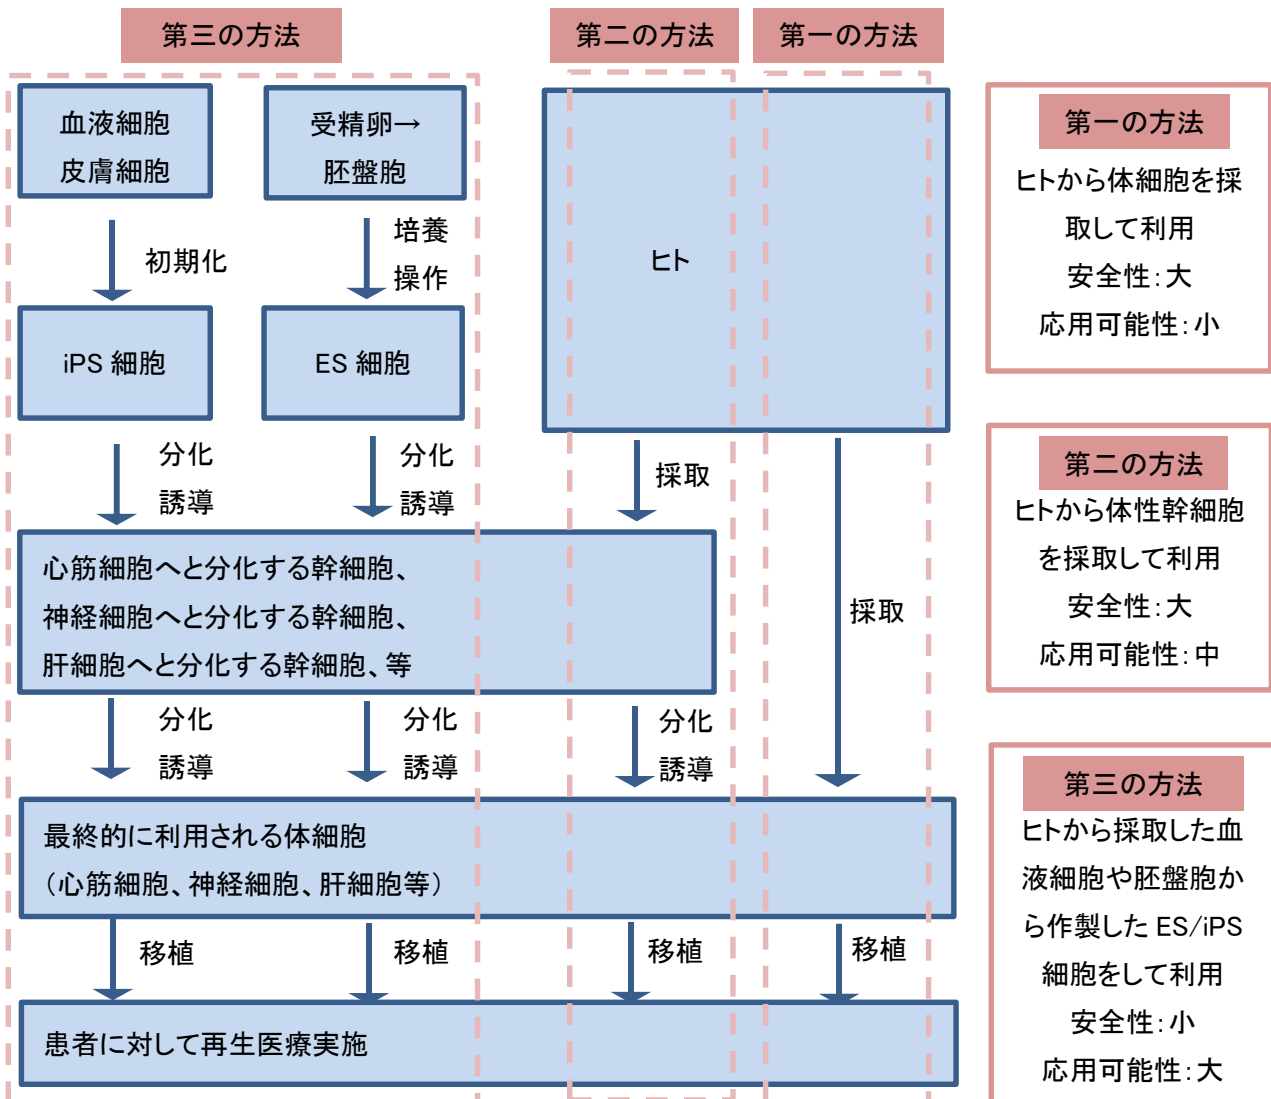 第三の方法
第二の方法
第一の方法
血液細胞
皮膚細胞
受精卵→
胚盤胞
ヒト
初期化
培養
操作
iPS 細胞
ES 細胞
分化
誘導
分化
誘導
採取
採取
心筋細胞へと分化する幹細胞、
神経細胞へと分化する幹細胞、
肝細胞へと分化する幹細胞、等
分化
誘導
分化
誘導
分化
誘導
最終的に利用される体細胞
（心筋細胞、神経細胞、肝細胞等）
移植
移植
移植
移植
患者に対して再生医療実施
第一の方法
ヒトから体細胞を採
取して利用
安全性：大
応用可能性：小
第二の方法
ヒトから体性幹細胞
を採取して利用
安全性：大
応用可能性：中
第三の方法
ヒトから採取した血
液細胞や胚盤胞か
ら作製した ES/iPS
細胞をして利用
安全性：小
応用可能性：大